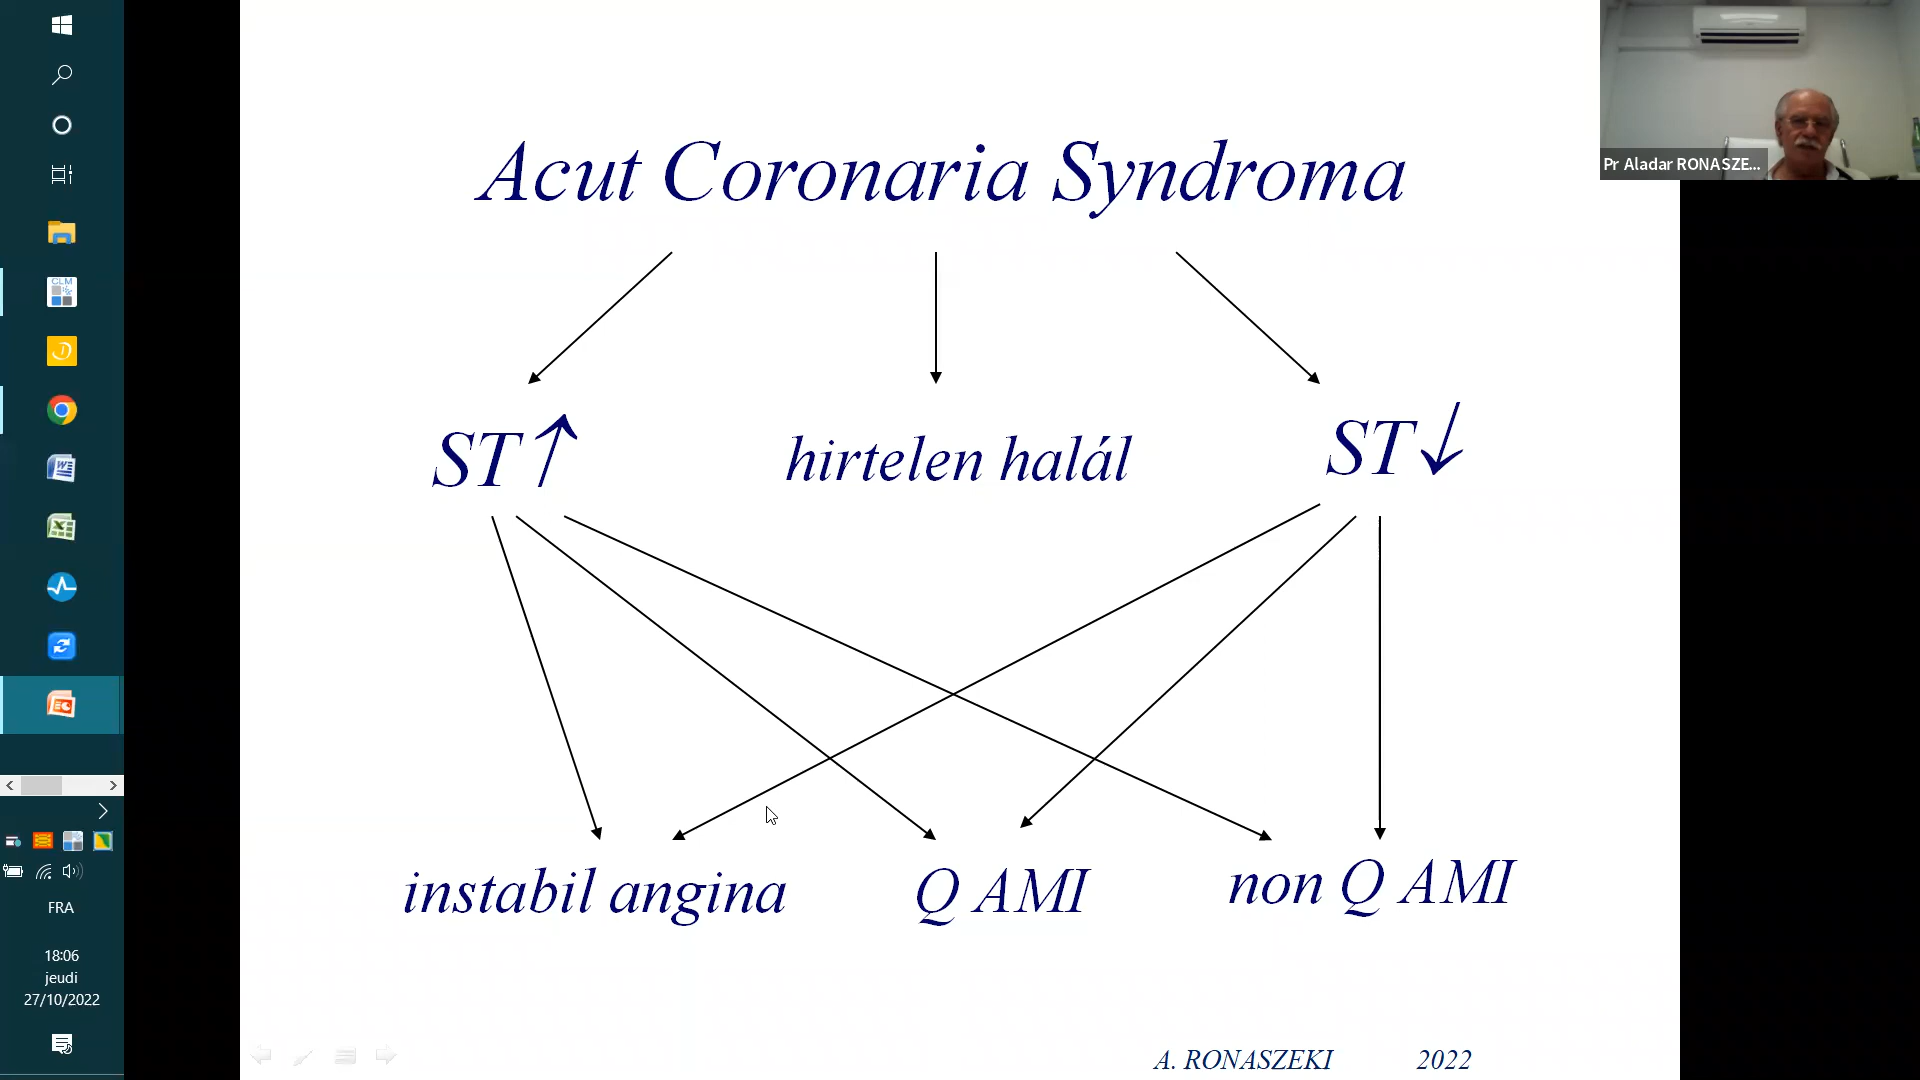 Acut Coronaria Syndroma
Pr Aladar RONASZE...
ST↑
hirtelen halál
ST↓
instabil angina
Q AMI
non Q AMI
A. RONASZEKI 2022
CLM
FRA
18:06
jeudi
27/10/2022